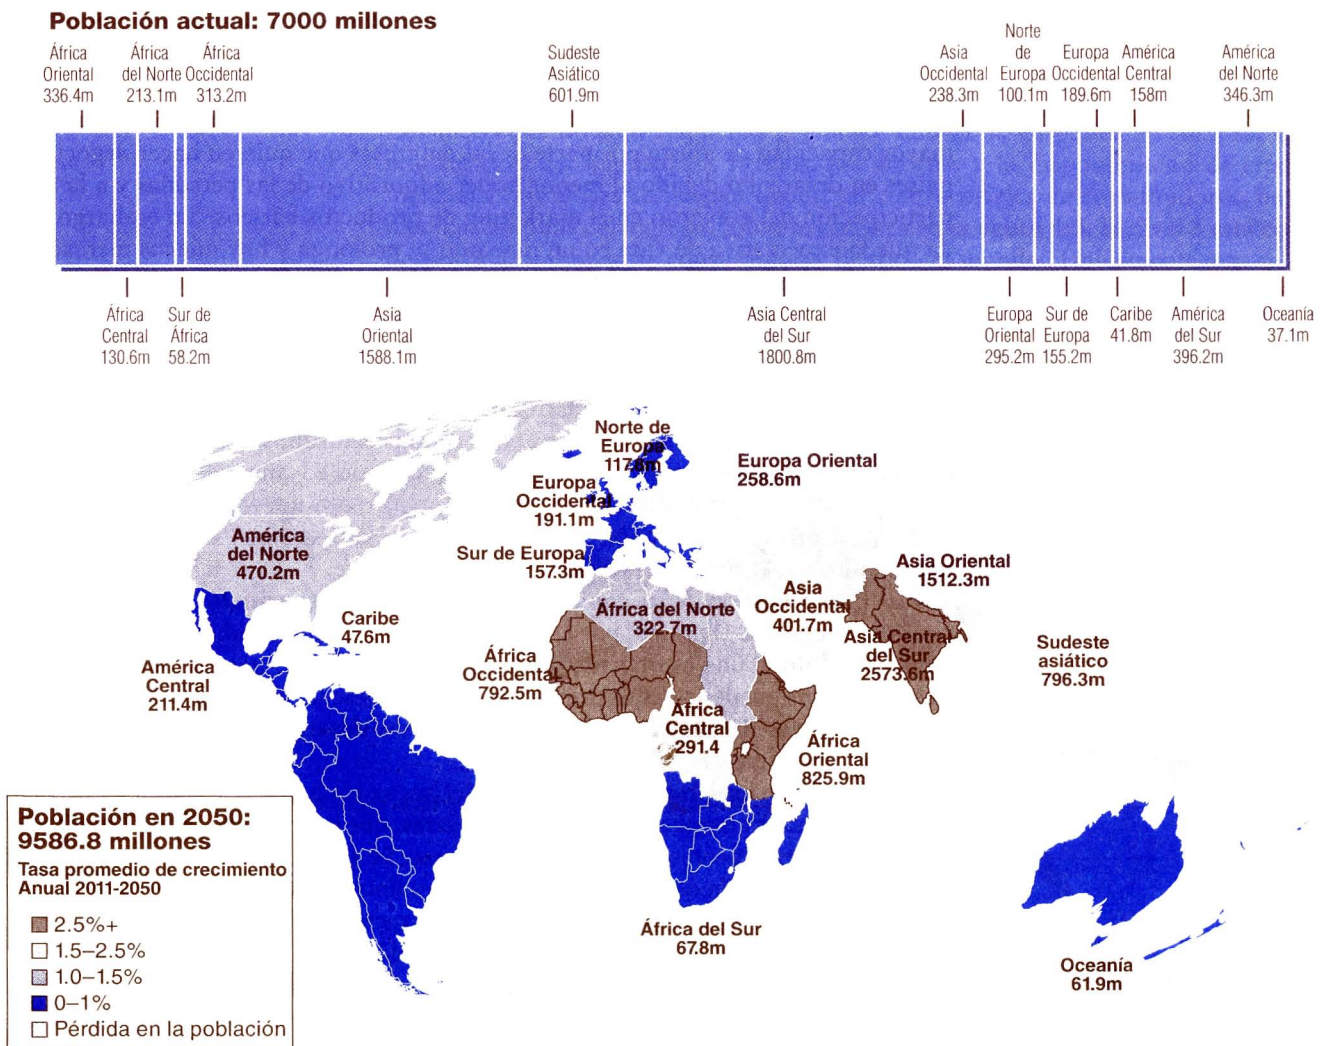 Población actual: 7000 millones
África
Oriental
336.4m
África
del Norte
213.1m
África
Occidental
313.2m
Sudeste
Asiático
601.9m
Asia
Occidental
238.3m
Norte
de
Europa
100.1m
Europa
Occidental
189.6m
América
Central
158m
América
del Norte
346.3m
África
Central
130.6m
Sur de
África
58.2m
Asia
Oriental
1588.1m
Asia Central
del Sur
1800.8m
Europa
Oriental
295.2m
Sur de
Europa
155.2m
Caribe
41.8m
América
del Sur
396.2m
Oceanía
37.1m
Norte de
Europa
Europa Oriental
258.6m
Europa
Occidental
191.1m
América
del Norte
470.2m
Sur de Europa
157.3m
Asia Oriental
1512.3m
Asia
Occidental
401.7m
África del Norte
322.7m
Caribe
47.6m
Asia Central
del Sur
2573.6m
Sudeste
asiático
796.3m
África
Occidental
792.5m
América
Central
211.4m
África
Central
291.4
África
Oriental
825.9m
África del Sur
67.8m
Oceanía
61.9m
Población en 2050:
9586.8 millones
Tasa promedio de crecimiento
Anual 2011-2050
2.5%+
1.5–2.5%
1.0–1.5%
0–1%
Pérdida en la población